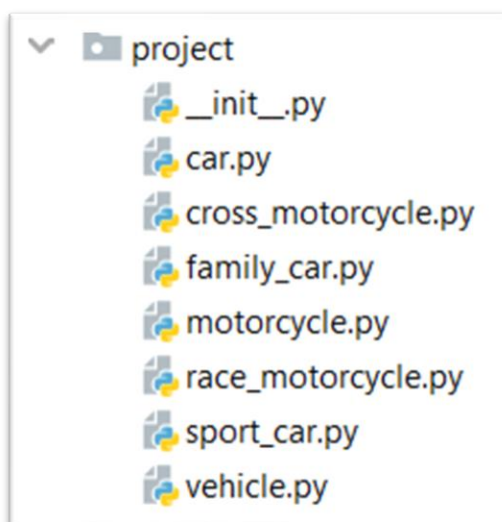 project
__init__.py
car.py
cross_motorcycle.py
family_car.py
motorcycle.py
race_motorcycle.py
sport_car.py
vehicle.py